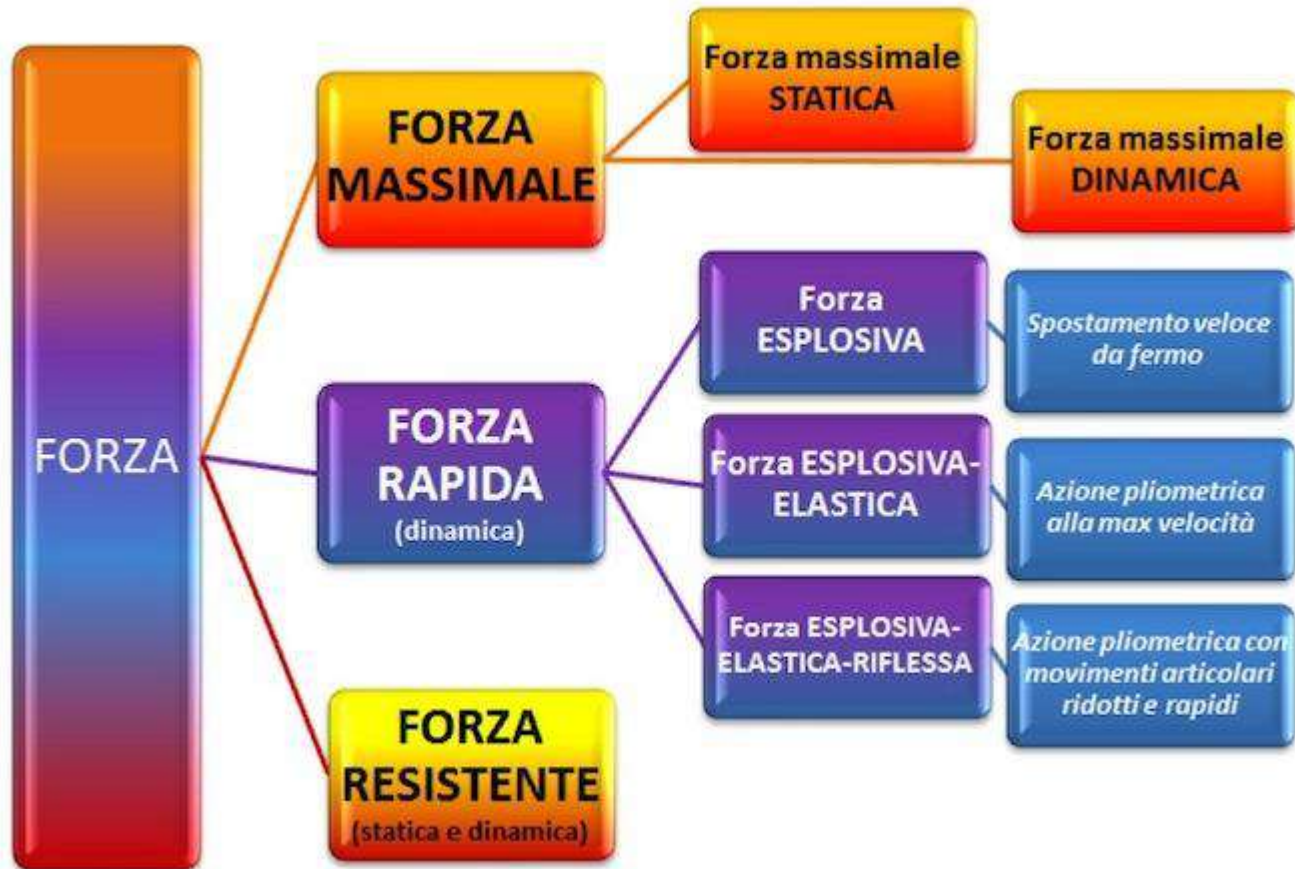 FORZA
FORZA
MASSIMALE
Forza massimale
STATICA
Forza massimale
DINAMICA
FORZA
RAPIDA
(dinamica)
Forza
ESPLOSIVA
Spostamento veloce
da fermo
Forza ESPLOSIVA-
ELASTICA
Azione pliometrica
alla max velocità
Forza ESPLOSIVA-
ELASTICA-RIFLESSA
Azione pliometrica con
movimenti articolari
ridotti e rapidi
FORZA
RESISTENTE
(statica e dinamica)